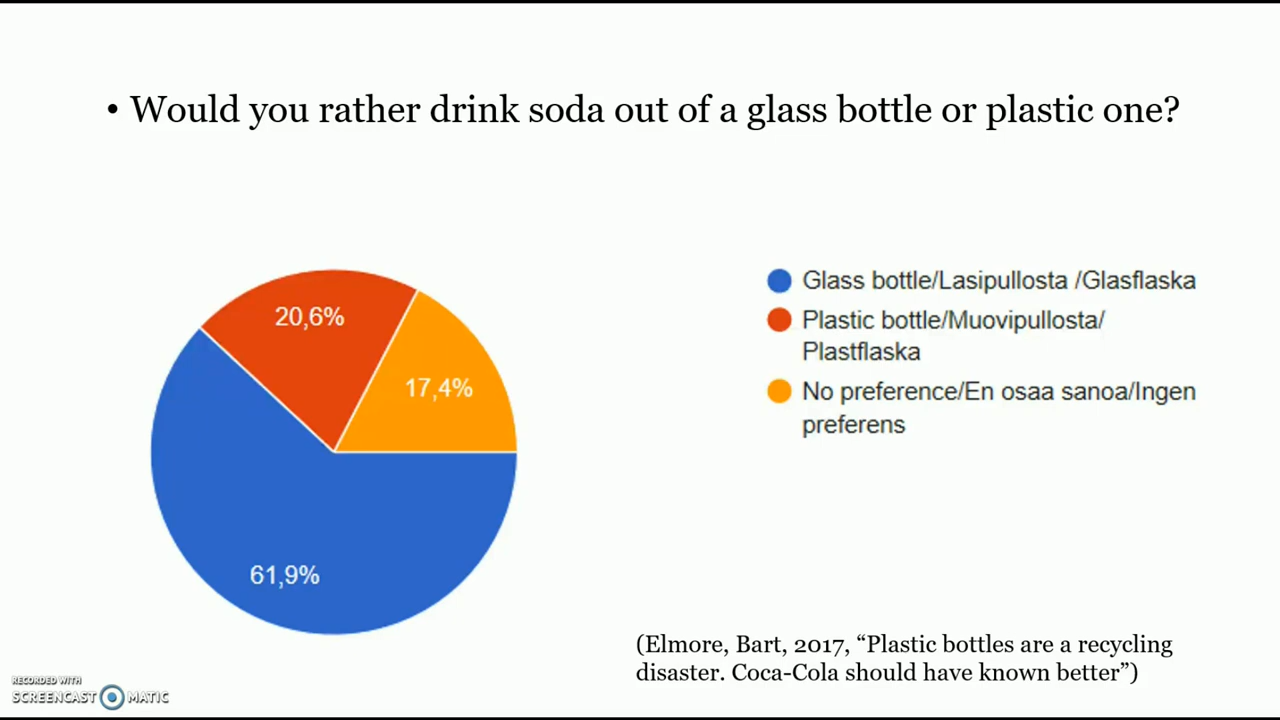 • Would you rather drink soda out of a glass bottle or plastic one?
Glass bottle/Lasipullosta /Glasflaska
Plastic bottle/Muovipullosta/
Plastflaska
No preference/En osaa sanoa/Ingen
preferens
20,6%
17,4%
61,9%
(Elmore, Bart, 2017, “Plastic bottles are a recycling
disaster. Coca-Cola should have known better”)
RECORDED WITH
SCREENCAST MATIC